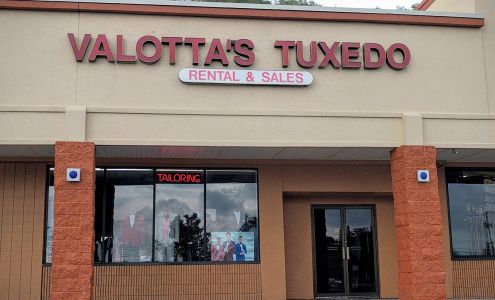 VALOTTA'S TUXEDO
RENTAL & SALES
TAILORING